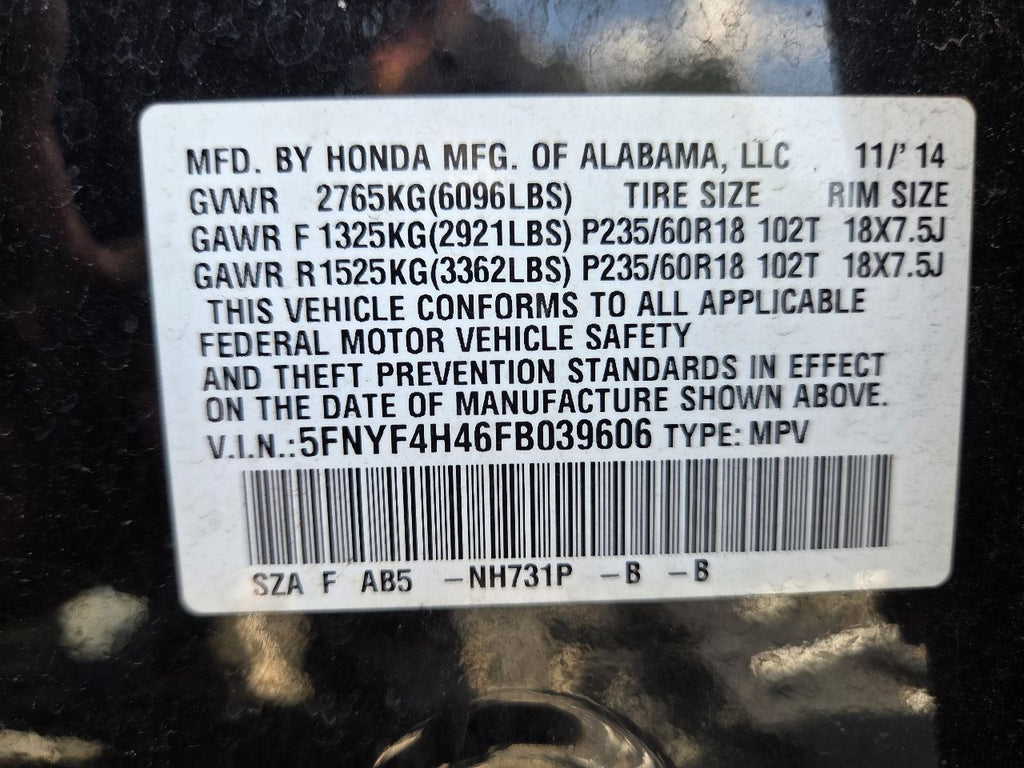 MFD. BY HONDA MFG. OF ALABAMA, LLC 11/'14
GVWR 2765KG(6096LBS) TIRE SIZE RIM SIZE
GAWR F 1325KG(2921LBS) P235/60R18 102T 18X7.5J
GAWR R1525KG(3362LBS) P235/60R18 102T 18X7.5J
THIS VEHICLE CONFORMS TO ALL APPLICABLE
FEDERAL MOTOR VEHICLE SAFETY
AND THEFT PREVENTION STANDARDS IN EFFECT
ON THE DATE OF MANUFACTURE SHOWN ABOVE.
V.I.N.:5FNYF4H46FB039606 TYPE: MPV
SZA F AB5 -NH731P -B -B